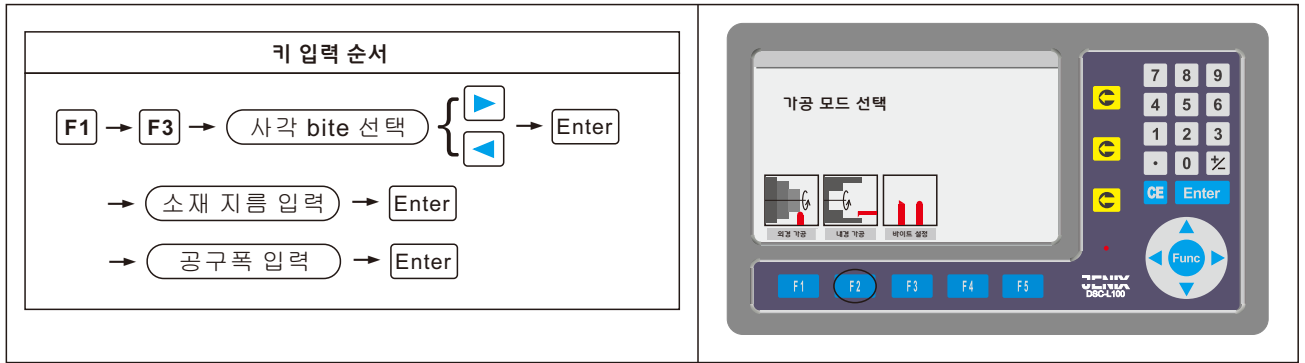 키 입력 순서
F1 → F3 → 사각 bite 선택 { ▶ ◀ → Enter
→ 소재 지름 입력 → Enter
→ 공구폭 입력 → Enter
가공 모드 선택
외경 가공 내경 가공 바이트 설정
F1 F2 F3 F4 F5
7 8 9
4 5 6
1 2 3
· 0 +/-
CE Enter
Func
JENIX
DSC-L100